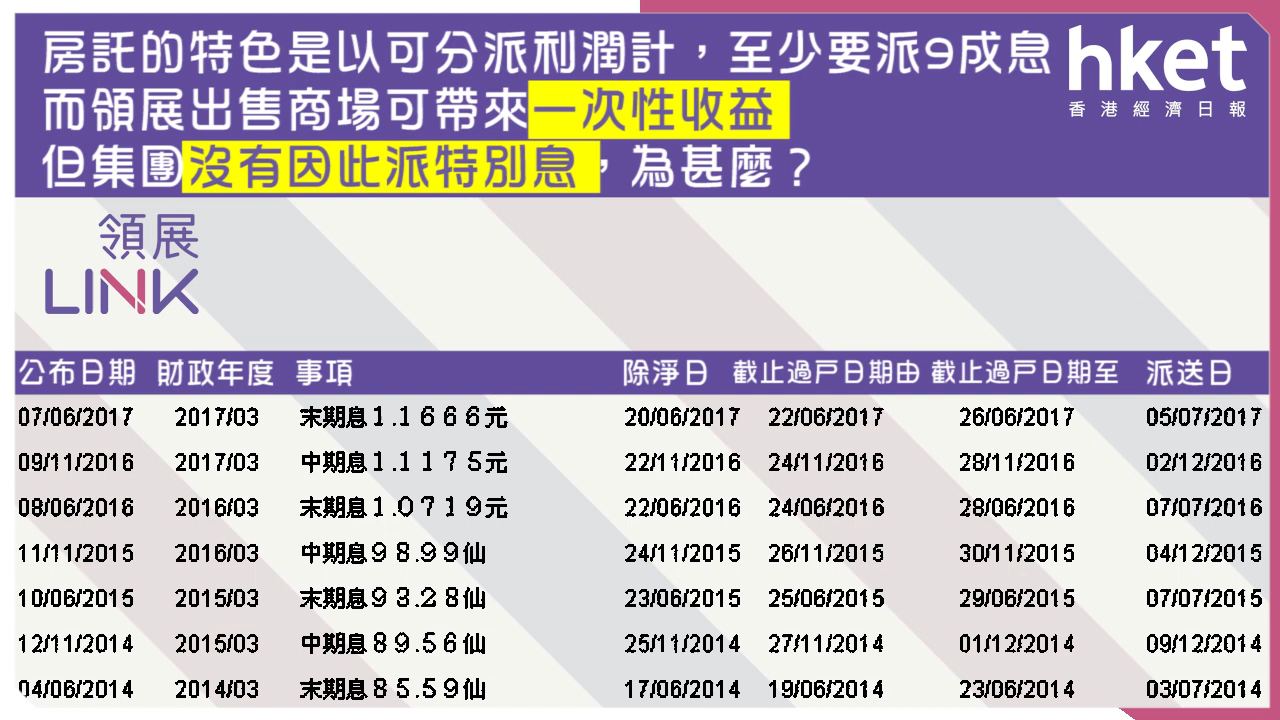 房託的特色是以可分派利潤計，至少要派9成息
而領展出售商場可帶來一次性收益
但集團沒有因此派特別息，為甚麼？
hket
香港經濟日報
領展
LINK
公布日期 財政年度 事項 除淨日 截止過戶日期由 截止過戶日期至 派送日
07/06/2017 2017/03 末期息１.１６６６元 20/06/2017 22/06/2017 26/06/2017 05/07/2017
09/11/2016 2017/03 中期息１.１１７５元 22/11/2016 24/11/2016 28/11/2016 02/12/2016
08/06/2016 2016/03 末期息１.０７１９元 22/06/2016 24/06/2016 28/06/2016 07/07/2016
11/11/2015 2016/03 中期息９８.９９仙 24/11/2015 26/11/2015 30/11/2015 04/12/2015
10/06/2015 2015/03 末期息９３.２８仙 23/06/2015 25/06/2015 29/06/2015 07/07/2015
12/11/2014 2015/03 中期息８９.５６仙 25/11/2014 27/11/2014 01/12/2014 09/12/2014
04/06/2014 2014/03 末期息８５.５９仙 17/06/2014 19/06/2014 23/06/2014 03/07/2014